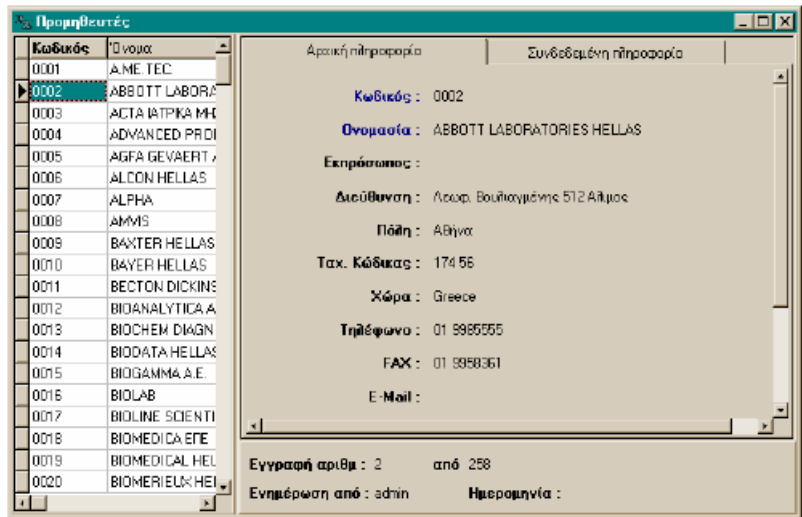 Προμηθευτές
Κωδικός Όνομα
0001 A.ME.TEC
0002 ABBOTT LABORA
0003 ACTA ΙΑΤΡΙΚΑ ΜΗ
0004 ADVANCED PROD
0005 AGFA GEVAERT A
0006 ALCON HELLAS
0007 ALPHA
0008 AMVIS
0009 BAXTER HELLAS
0010 BAYER HELLAS
0011 BECTON DICKINS
0012 BIOANALYTICA A
0013 BIOCHEM DIAGN
0014 BIODATA HELLAS
0015 BIOGAMMA A.E.
0016 BIOLAB
0017 BIOLINE SCIENTI
0018 BIOMEDICA ΕΠΕ
0019 BIOMEDICAL HEL
0020 BIOMERIEUX HEL
Αρχική πληροφορία Συνδεδεμένη πληροφορία
Κωδικός : 0002
Ονομασία : ABBOTT LABORATORIES HELLAS
Εκπρόσωπος :
Διεύθυνση : Λεωφ. Βουλιαγμένης 512 Αλιμος
Πόλη : Αθήνα
Ταχ. Κώδικας : 174 56
Χώρα : Greece
Τηλέφωνο : 01 9985555
FAX : 01 9958361
E-Mail :
Εγγραφή αριθμ : 2 από 258
Ενημέρωση από : admin Ημερομηνία :